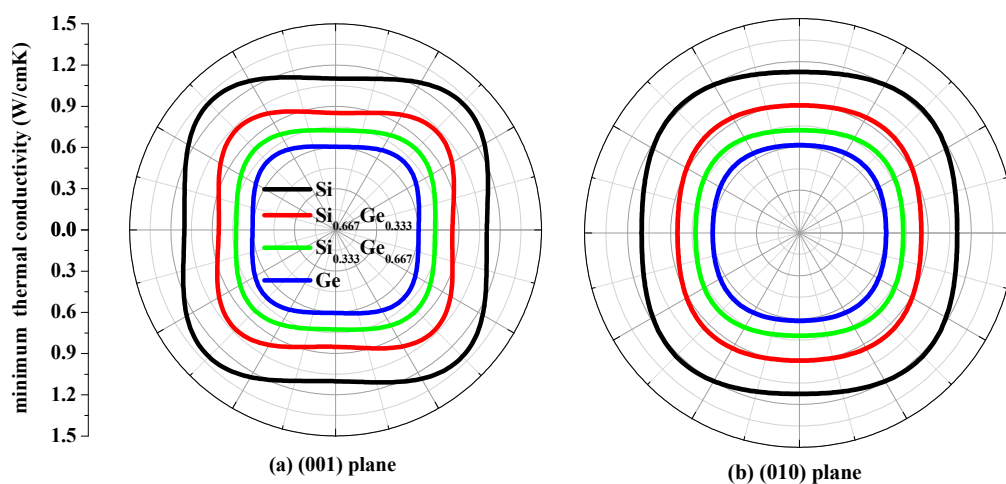 minimum thermal conductivity (W/cmK)
1.5
1.2
0.9
0.6
0.3
0.0
0.3
0.6
0.9
1.2
1.5
Si
Si0.667Ge0.333
Si0.333Ge0.667
Ge
(a) (001) plane
(b) (010) plane